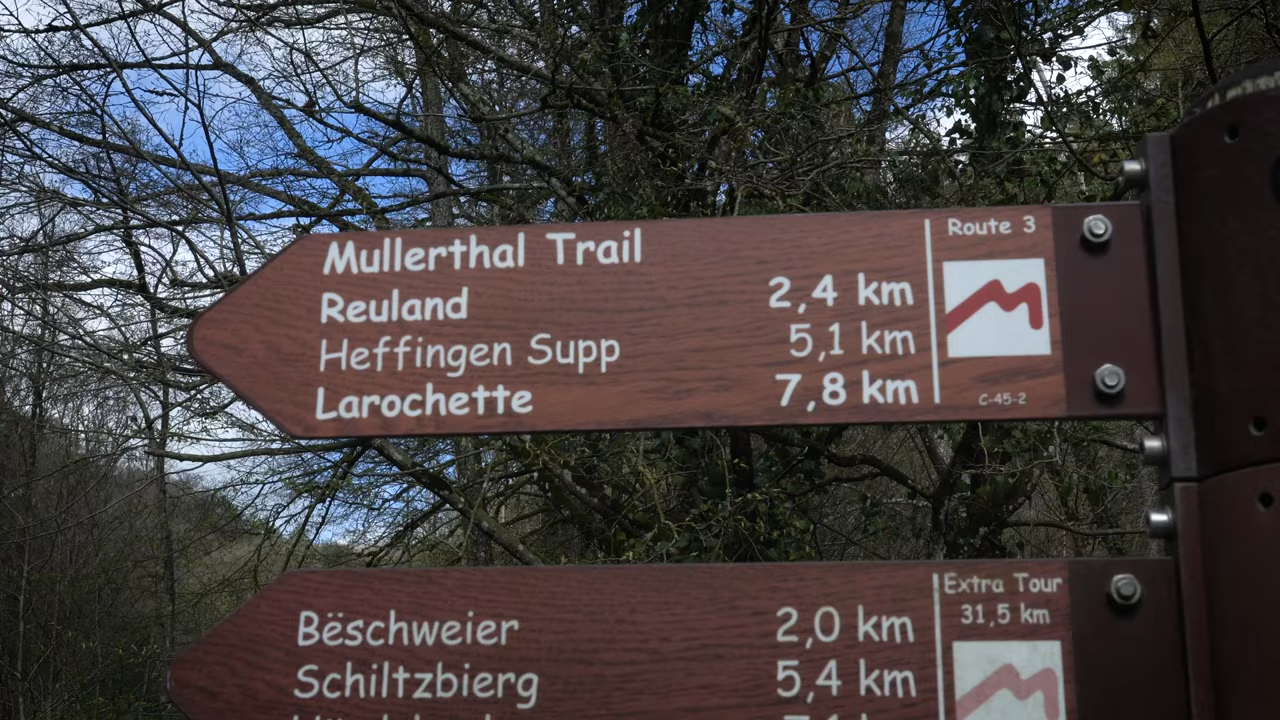 Mullerthal Trail
Reuland 2,4 km
Heffingen Supp 5,1 km
Larochette 7,8 km
Route 3
C-45-2
Bëschweier 2,0 km
Schiltzbierg 5,4 km
Extra Tour
31,5 km